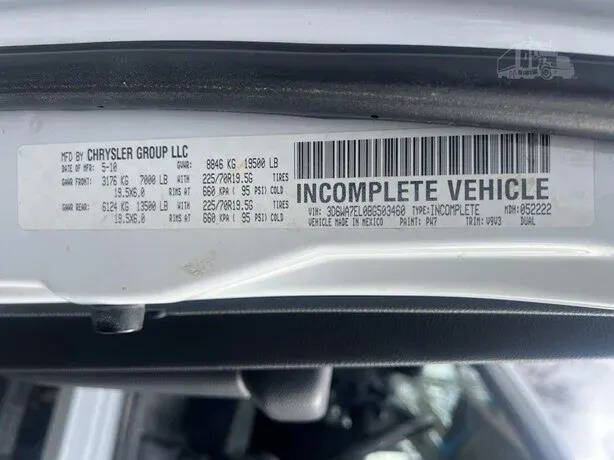 MFD BY CHRYSLER GROUP LLC
DATE OF MFR: 5-10 GVWR: 8846 KG 19500 LB
GAWR FRONT: 3176 KG 7000 LB WITH 225/70R19.5G TIRES
19.5X6.0 RIMS AT 660 KPA ( 95 PSI) COLD
GAWR REAR: 6124 KG 13500 LB WITH 225/70R19.5G TIRES
19.5X6.0 RIMS AT 660 KPA ( 95 PSI) COLD
INCOMPLETE VEHICLE
VIN: 3D6WA7EL0BG503460 TYPE: INCOMPLETE MDH: 052222
VEHICLE MADE IN MEXICO PAINT: PW7 TRIM: V9V3 DUAL